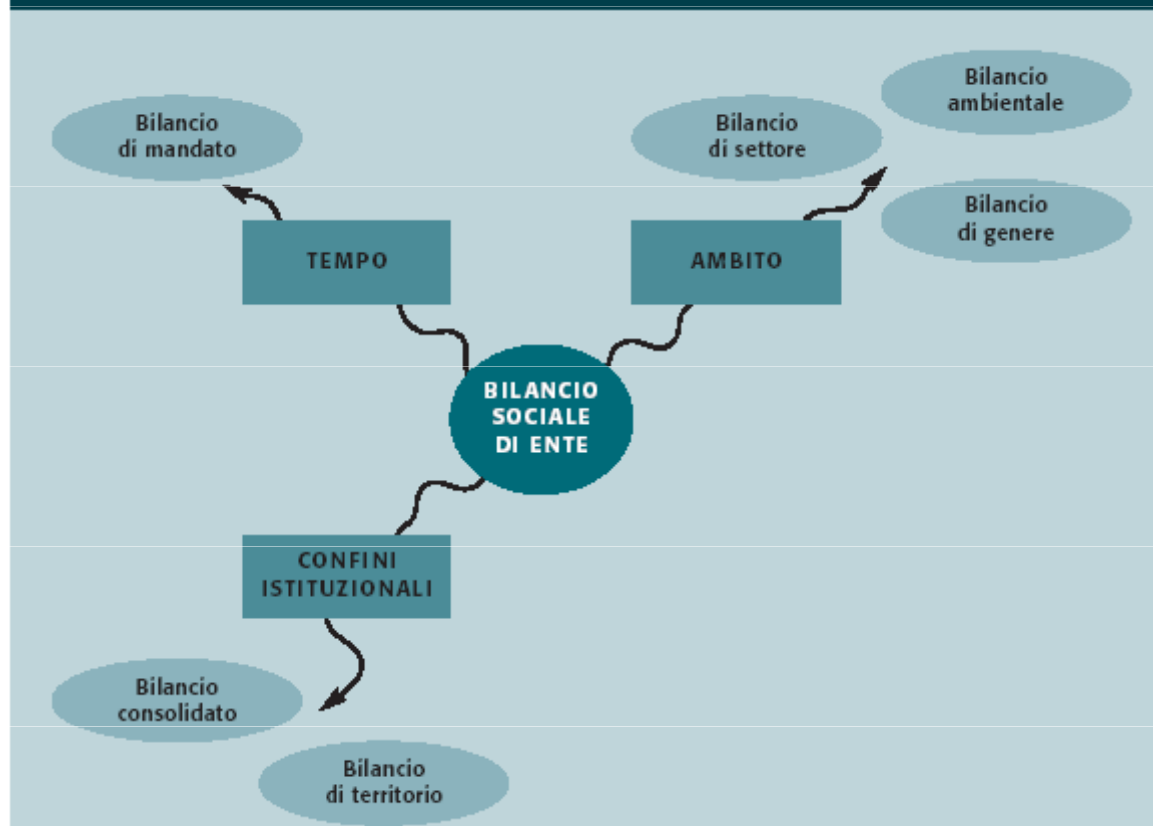 Bilancio
ambientale
Bilancio
di mandato
Bilancio
di settore
Bilancio
di genere
TEMPO
AMBITO
BILANCIO
SOCIALE
DI ENTE
CONFINI
ISTITUZIONALI
Bilancio
consolidato
Bilancio
di territorio